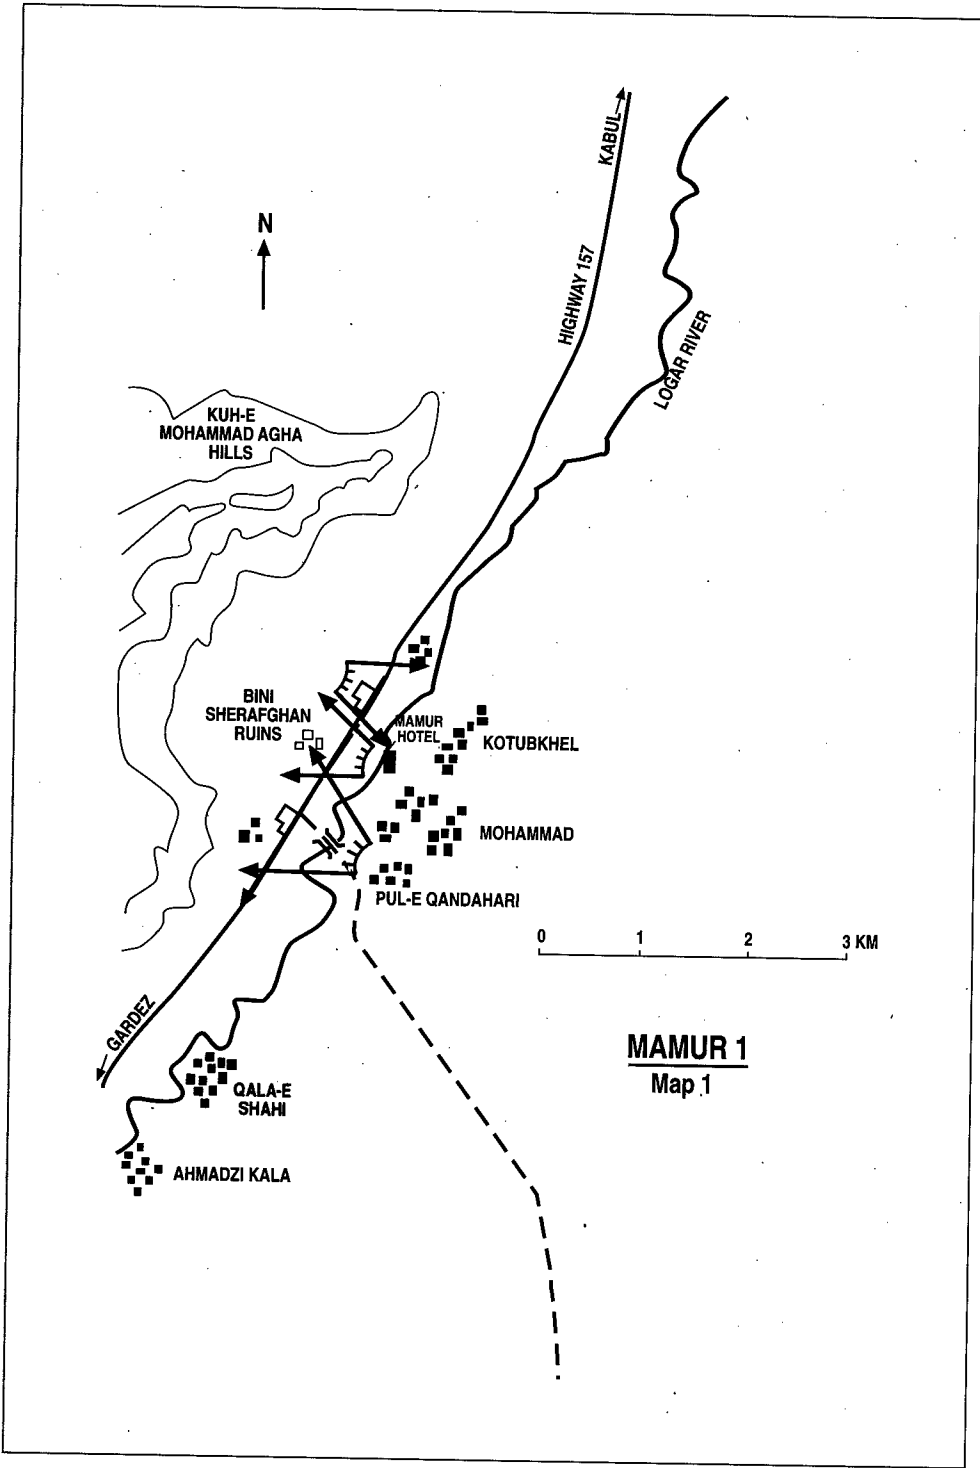 KABUL
N
HIGHWAY 157
LOGAR RIVER
KUH-E
MOHAMMAD AGHA
HILLS
BINI
SHERAFGHAN
RUINS
MAMUR
HOTEL
KOTUBKHEL
MOHAMMAD
PUL-E QANDAHARI
0 1 2 3 KM
GARDEZ
MAMUR 1
Map 1
QALA-E
SHAHI
AHMADZI KALA